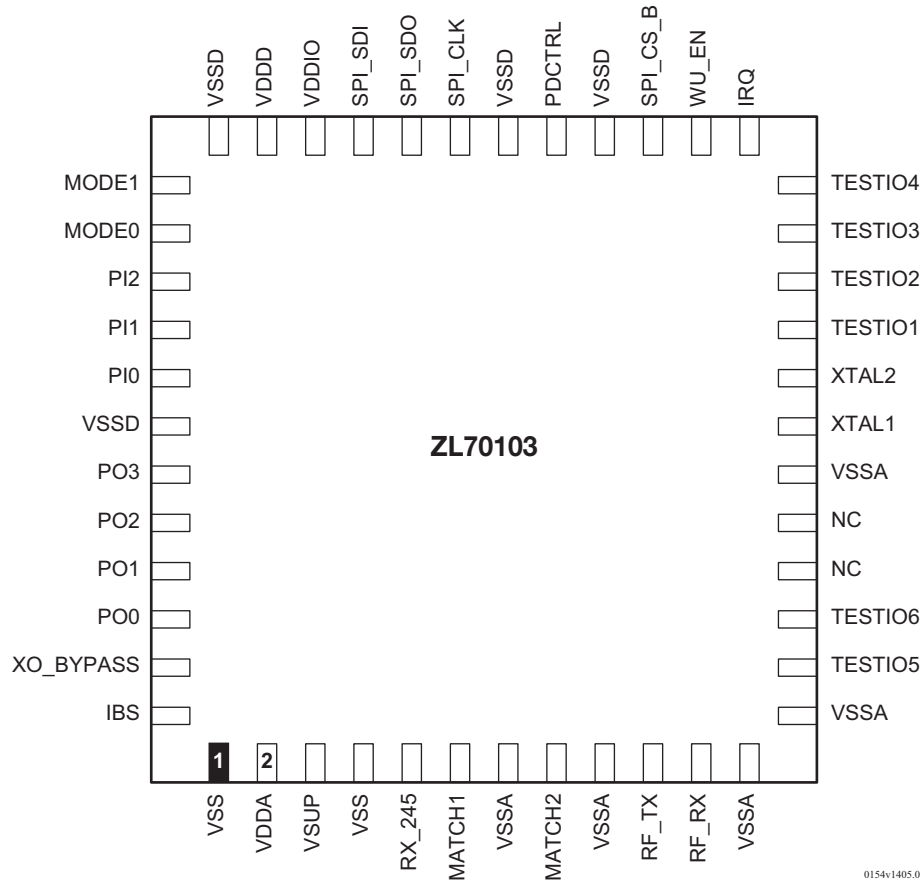 VSSD
VDDD
VDDIO
SPI_SDI
SPI_SDO
SPI_CLK
VSSD
PDCTRL
VSSD
SPI_CS_B
WU_EN
IRQ
MODE1
MODE0
PI2
PI1
PI0
VSSD
PO3
PO2
PO1
PO0
XO_BYPASS
IBS
ZL70103
TESTIO4
TESTIO3
TESTIO2
TESTIO1
XTAL2
XTAL1
VSSA
NC
NC
TESTIO6
TESTIO5
VSSA
1
2
VSS
VDDA
VSUP
VSS
RX_245
MATCH1
VSSA
MATCH2
VSSA
RF_TX
RF_RX
VSSA
0154v1405.0